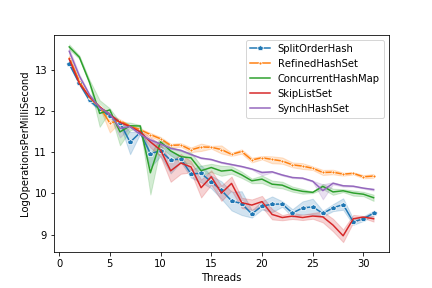 SplitOrderHash
RefinedHashSet
ConcurrentHashMap
SkipListSet
SynchHashSet
LogOperationsPerMilliSecond
13
12
11
10
9
0 5 10 15 20 25 30
Threads